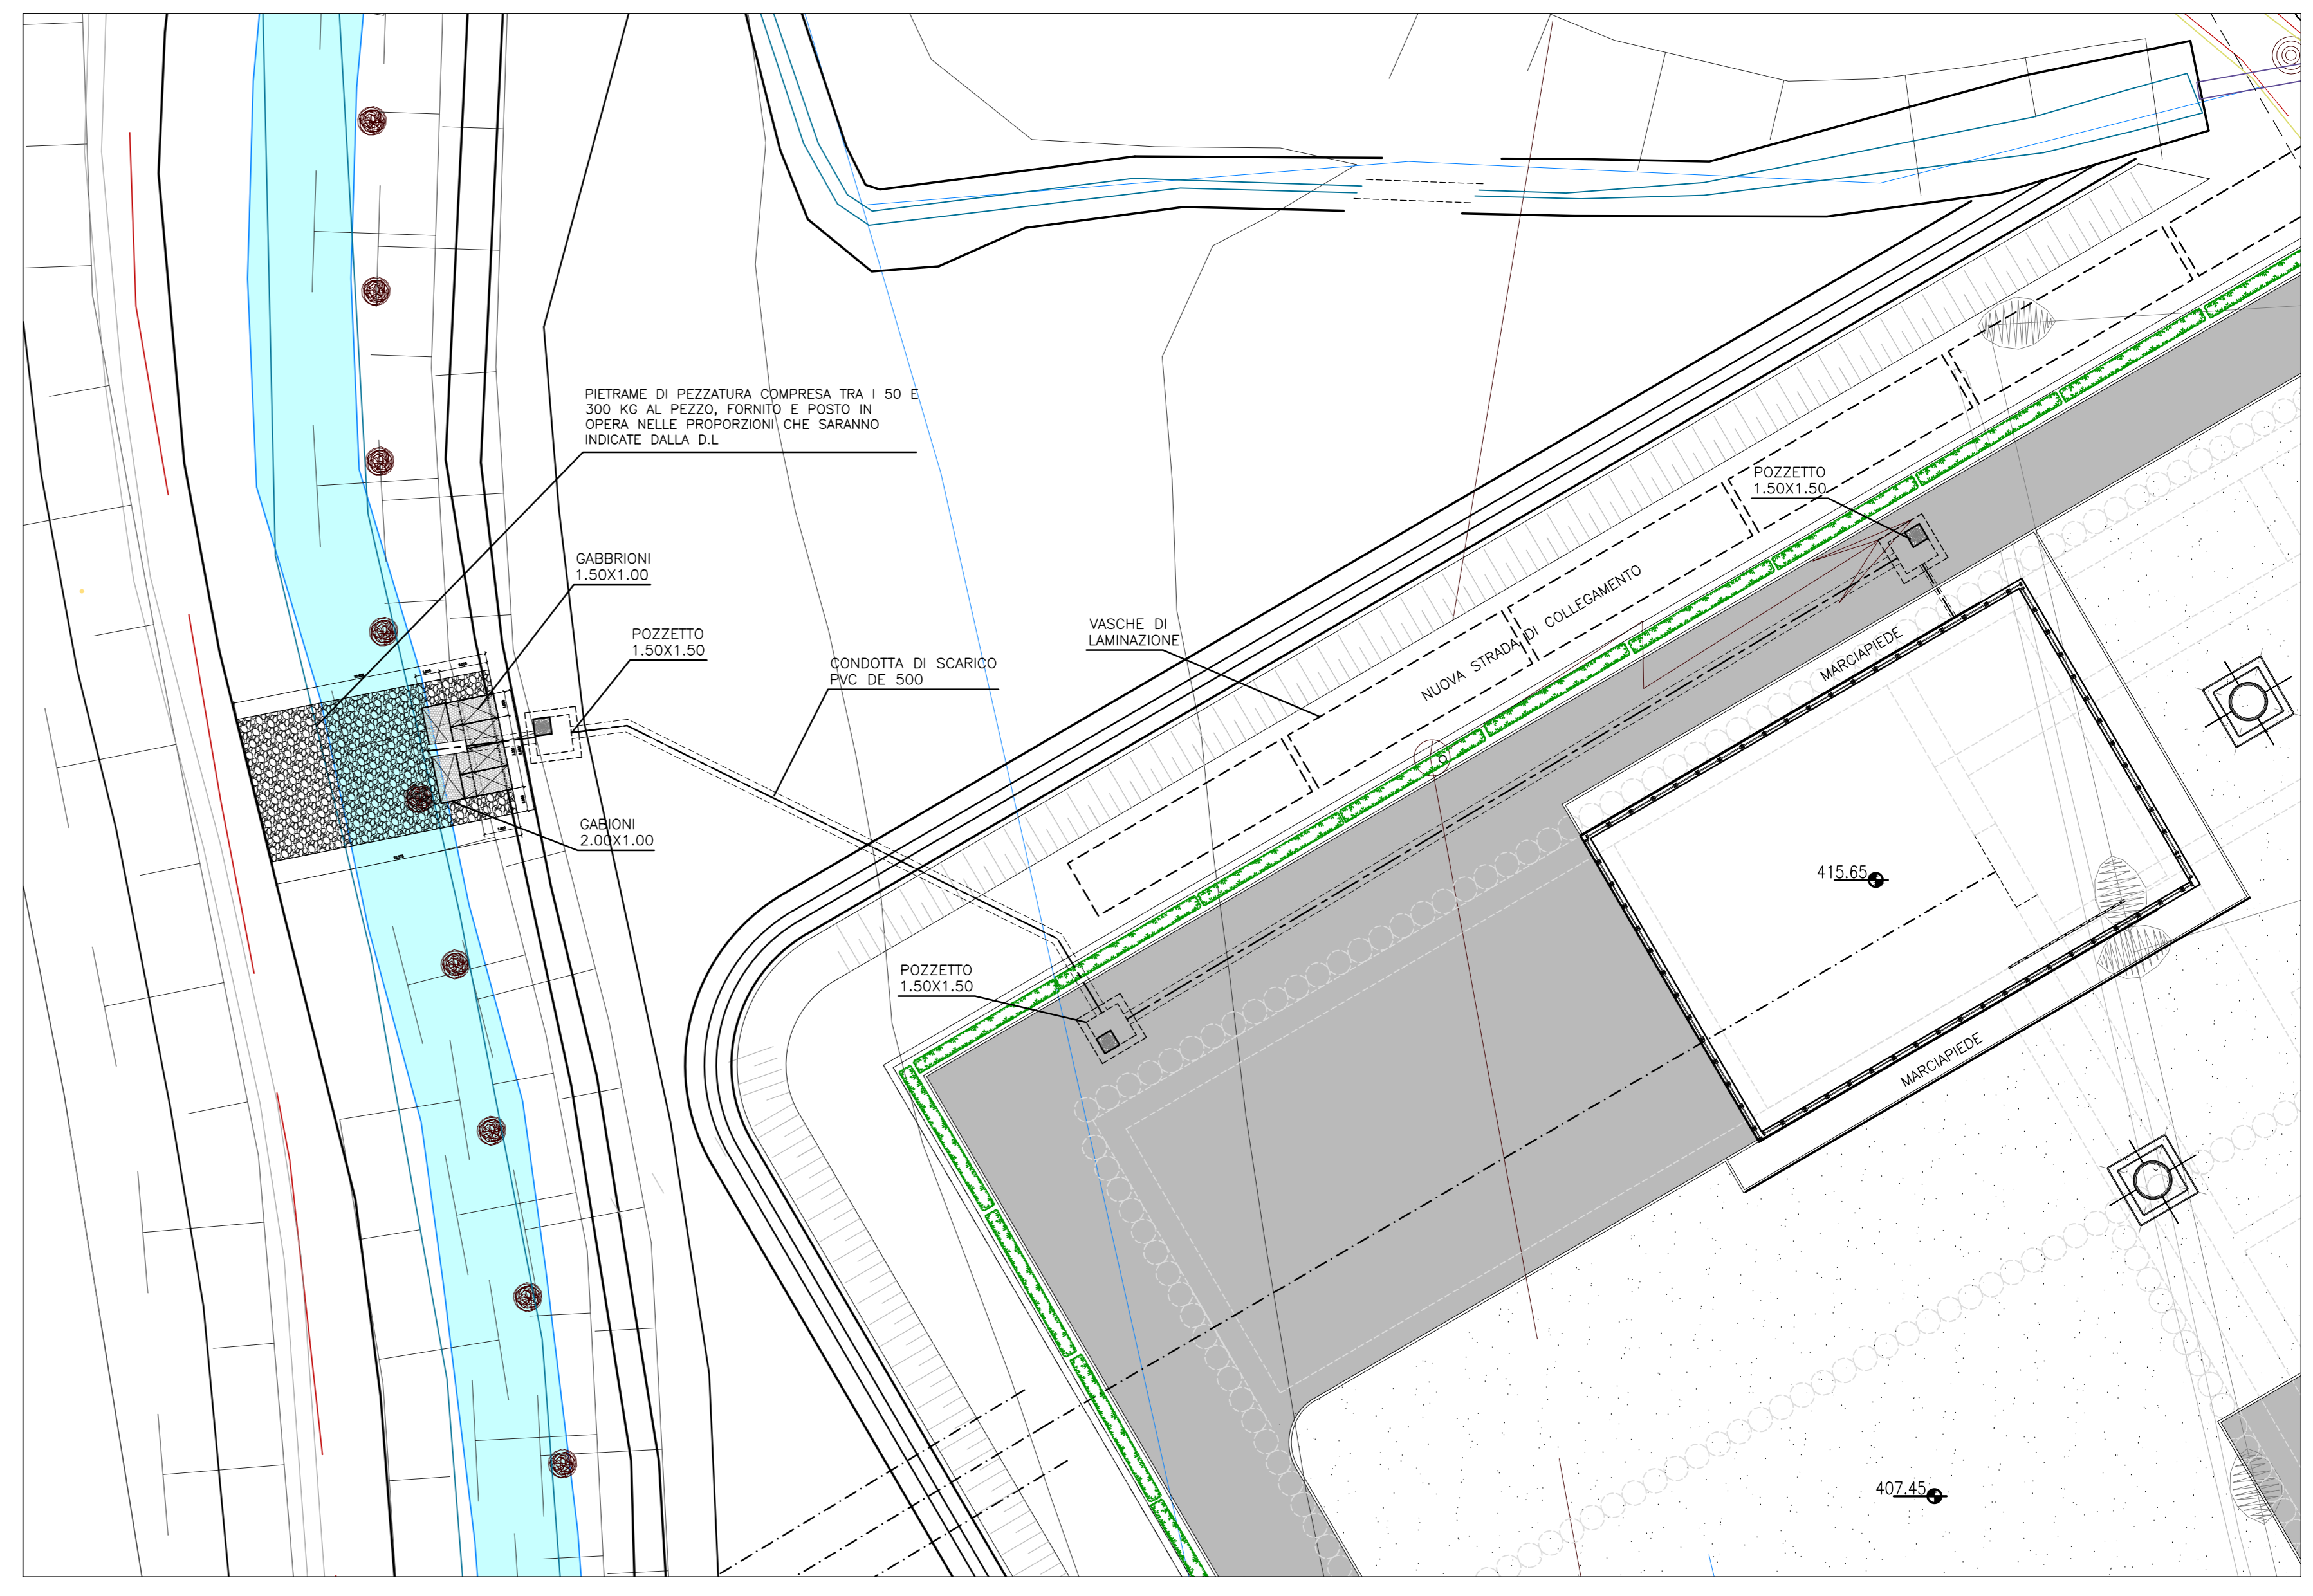 PIETRAME DI PEZZATURA COMPRESA TRA I 50 E
300 KG AL PEZZO, FORNITO E POSTO IN
OPERA NELLE PROPORZIONI CHE SARANNO
INDICATE DALLA D.L
POZZETTO
1.50X1.50
GABBRIONI
1.50X1.00
POZZETTO
1.50X1.50
VASCHE DI
LAMINAZIONE
NUOVA STRADA DI COLLEGAMENTO
MARCIAPIEDE
CONDOTTA DI SCARICO
PVC DE 500
GABIONI
2.00X1.00
415.65
POZZETTO
1.50X1.50
MARCIAPIEDE
407.45